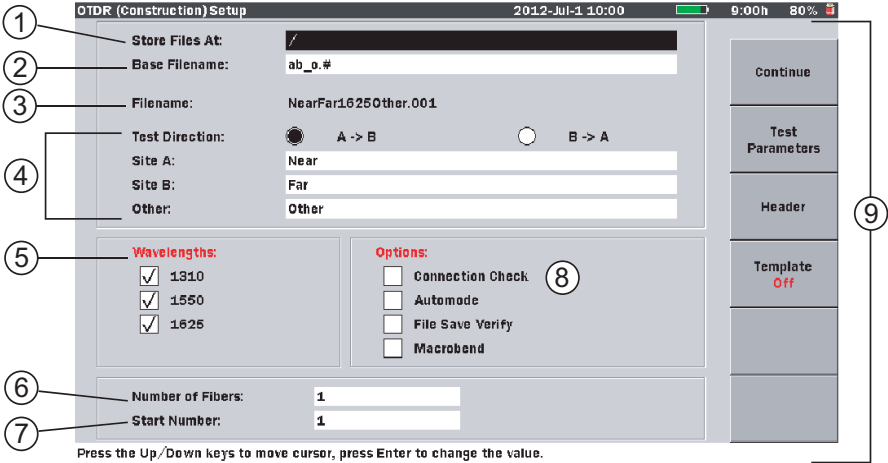 OTDR (Construction) Setup 2012-Jul-1 10:00 9:00h 80%
1 Store Files At: /
2 Base Filename: ab_o.#
3 Filename: NearFar1625Other.001
4
Test Direction: A -> B B -> A
Site A: Near
Site B: Far
Other: Other
5 Wavelengths:
1310
1550
1625
Options:
Connection Check 8
Automode
File Save Verify
Macrobend
6 Number of Fibers: 1
7 Start Number: 1
Continue
Test
Parameters
Header
Template
Off
9
Press the Up/Down keys to move cursor, press Enter to change the value.